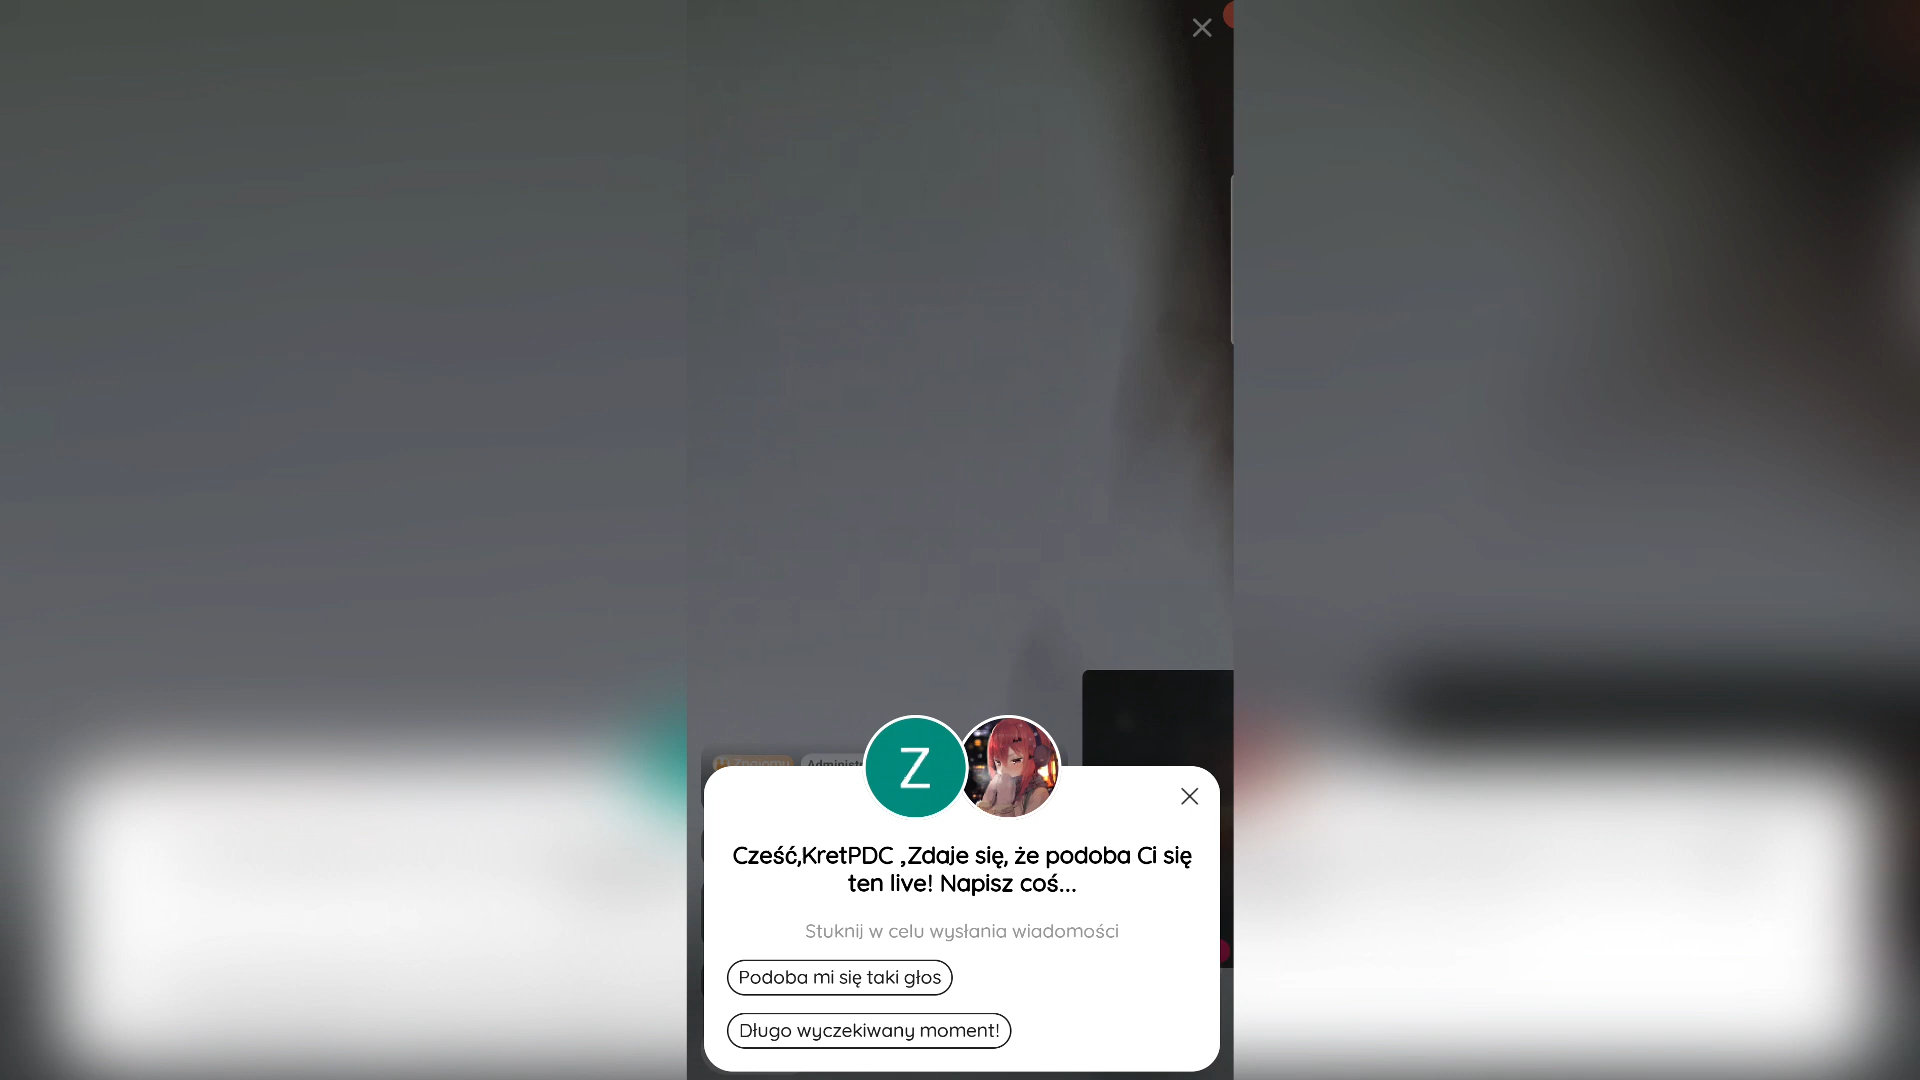 Z
Cześć,KretPDC ,Zdaje się, że podoba Ci się
ten live! Napisz coś...
Stuknij w celu wysłania wiadomości
Podoba mi się taki głos
Długo wyczekiwany moment!